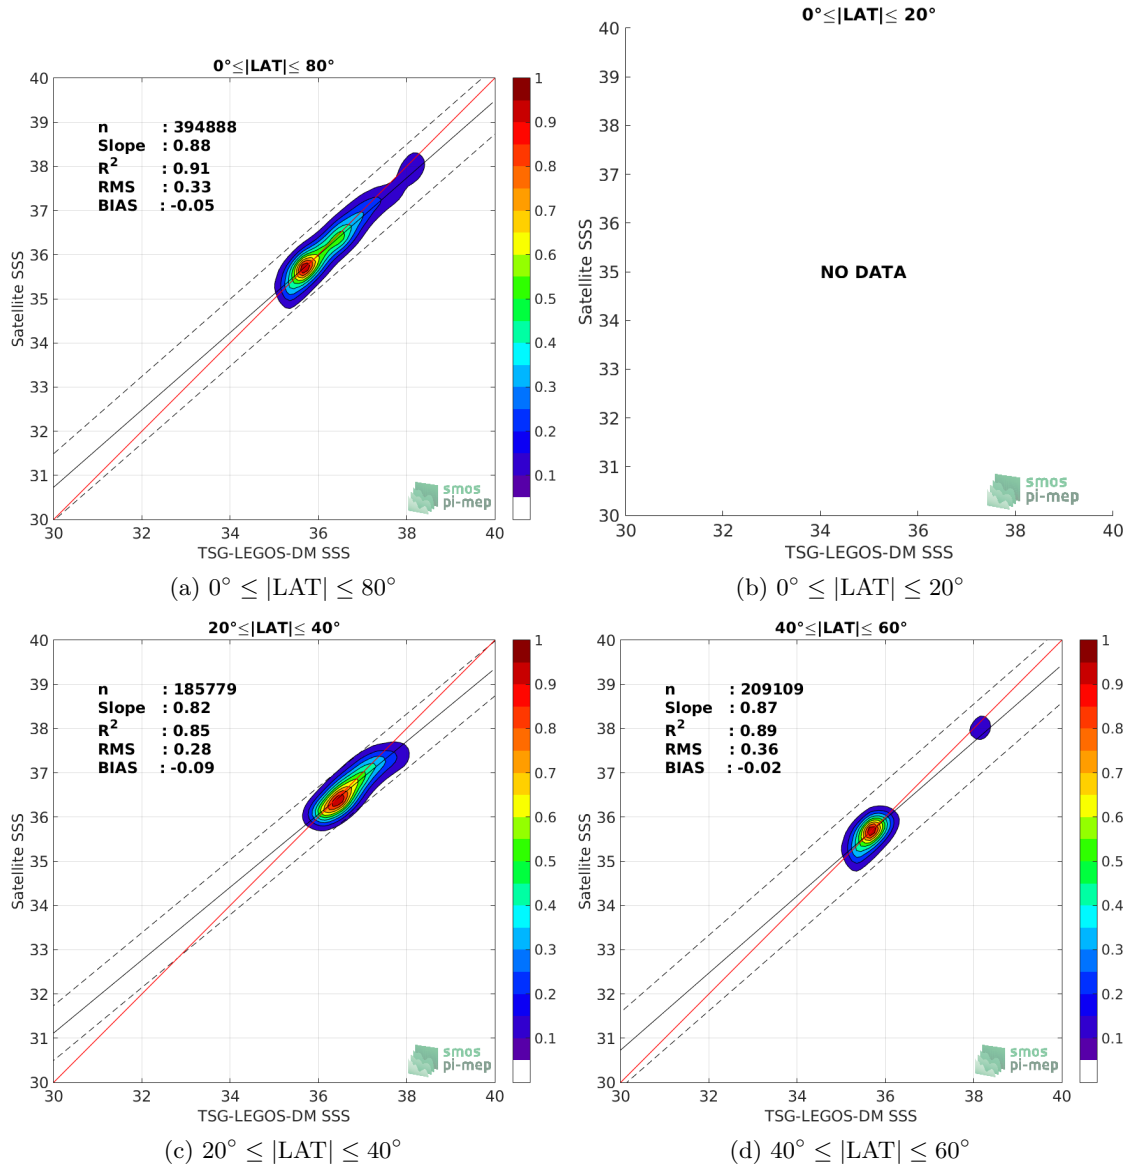 0°≤|LAT|≤ 80°
40
39
38
37
36
35
34
33
32
31
30
Satellite SSS
n : 394888
Slope : 0.88
R² : 0.91
RMS : 0.33
BIAS : -0.05
1
0.9
0.8
0.7
0.6
0.5
0.4
0.3
0.2
0.1
smos
pi-mep
30 32 34 36 38 40
TSG-LEGOS-DM SSS
(a) 0° ≤ |LAT| ≤ 80°
0°≤|LAT|≤ 20°
40
39
38
37
36
35
34
33
32
31
30
Satellite SSS
NO DATA
smos
pi-mep
30 32 34 36 38 40
TSG-LEGOS-DM SSS
(b) 0° ≤ |LAT| ≤ 20°
20°≤|LAT|≤ 40°
40
39
38
37
36
35
34
33
32
31
30
Satellite SSS
n : 185779
Slope : 0.82
R² : 0.85
RMS : 0.28
BIAS : -0.09
1
0.9
0.8
0.7
0.6
0.5
0.4
0.3
0.2
0.1
smos
pi-mep
30 32 34 36 38 40
TSG-LEGOS-DM SSS
(c) 20° ≤ |LAT| ≤ 40°
40°≤|LAT|≤ 60°
40
39
38
37
36
35
34
33
32
31
30
Satellite SSS
n : 209109
Slope : 0.87
R² : 0.89
RMS : 0.36
BIAS : -0.02
1
0.9
0.8
0.7
0.6
0.5
0.4
0.3
0.2
0.1
smos
pi-mep
30 32 34 36 38 40
TSG-LEGOS-DM SSS
(d) 40° ≤ |LAT| ≤ 60°